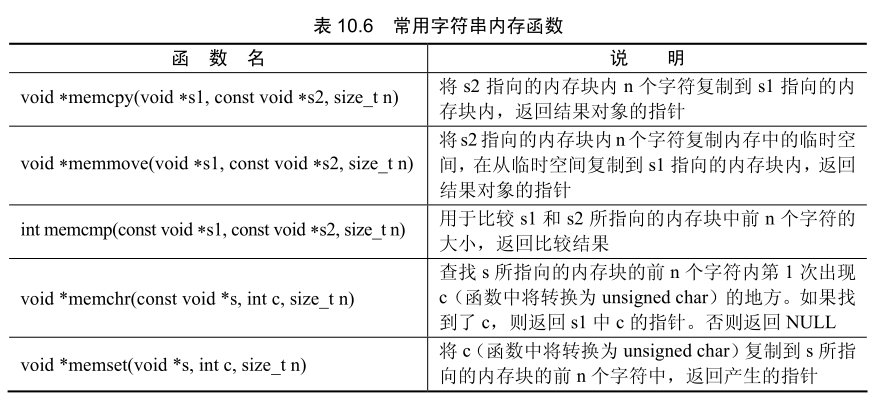 表 10.6 常用字符串内存函数
函 数 名 说 明
void *memcpy(void *s1, const void *s2, size_t n)
将 s2 指向的内存块内 n 个字符复制到 s1 指向的内
存块内，返回结果对象的指针
void *memmove(void *s1, const void *s2, size_t n)
将 s2 指向的内存块内 n 个字符复制内存中的临时空
间，在从临时空间复制到 s1 指向的内存块内，返回
结果对象的指针
int memcmp(const void *s1, const void *s2, size_t n)
用于比较 s1 和 s2 所指向的内存块中前 n 个字符的
大小，返回比较结果
void *memchr(const void *s, int c, size_t n)
查找 s 所指向的内存块的前 n 个字符内第 1 次出现
c（函数中将转换为 unsigned char）的地方。如果找
到了 c，则返回 s1 中 c 的指针。否则返回 NULL
void *memset(void *s, int c, size_t n)
将 c（函数中将转换为 unsigned char）复制到 s 所指
向的内存块的前 n 个字符中，返回产生的指针